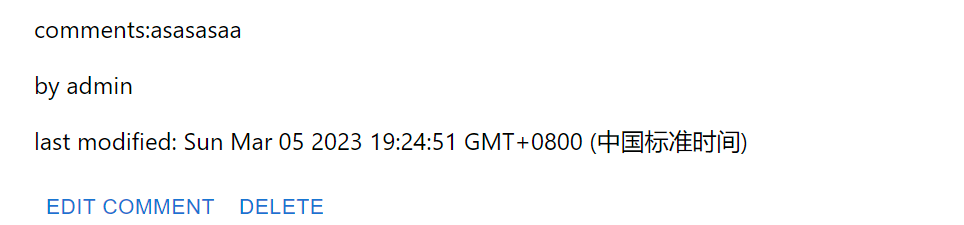 comments:asasasaa
by admin
last modified: Sun Mar 05 2023 19:24:51 GMT+0800 (中国标准时间)
EDIT COMMENT DELETE